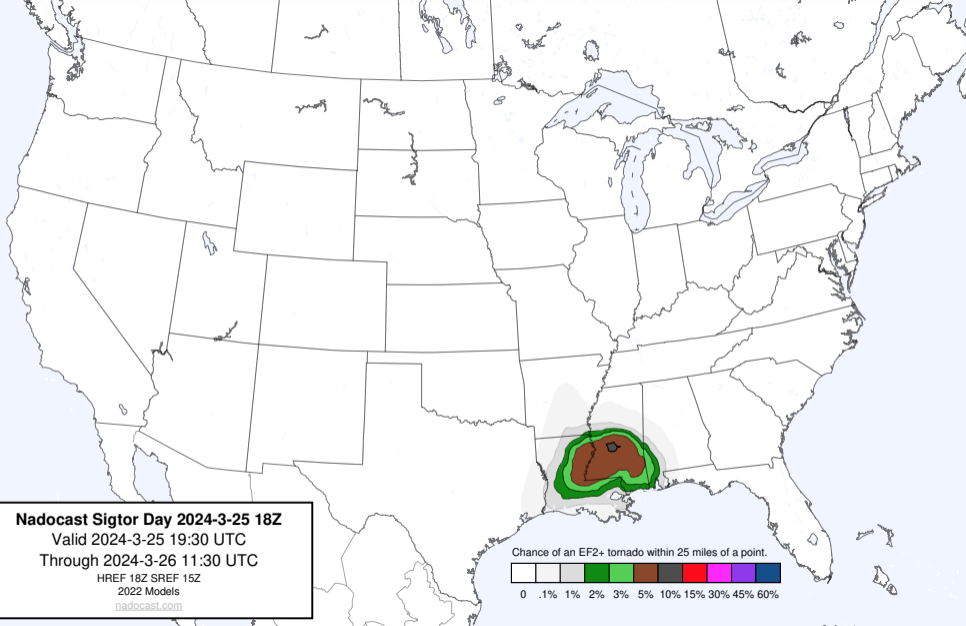 Nadocast Sigtor Day 2024-3-25 18Z
Valid 2024-3-25 19:30 UTC
Through 2024-3-26 11:30 UTC
HREF 18Z SREF 15Z
2022 Models
nadocast.com
Chance of an EF2+ tornado within 25 miles of a point.
0 .1% 1% 2% 3% 5% 10% 15% 30% 45% 60%